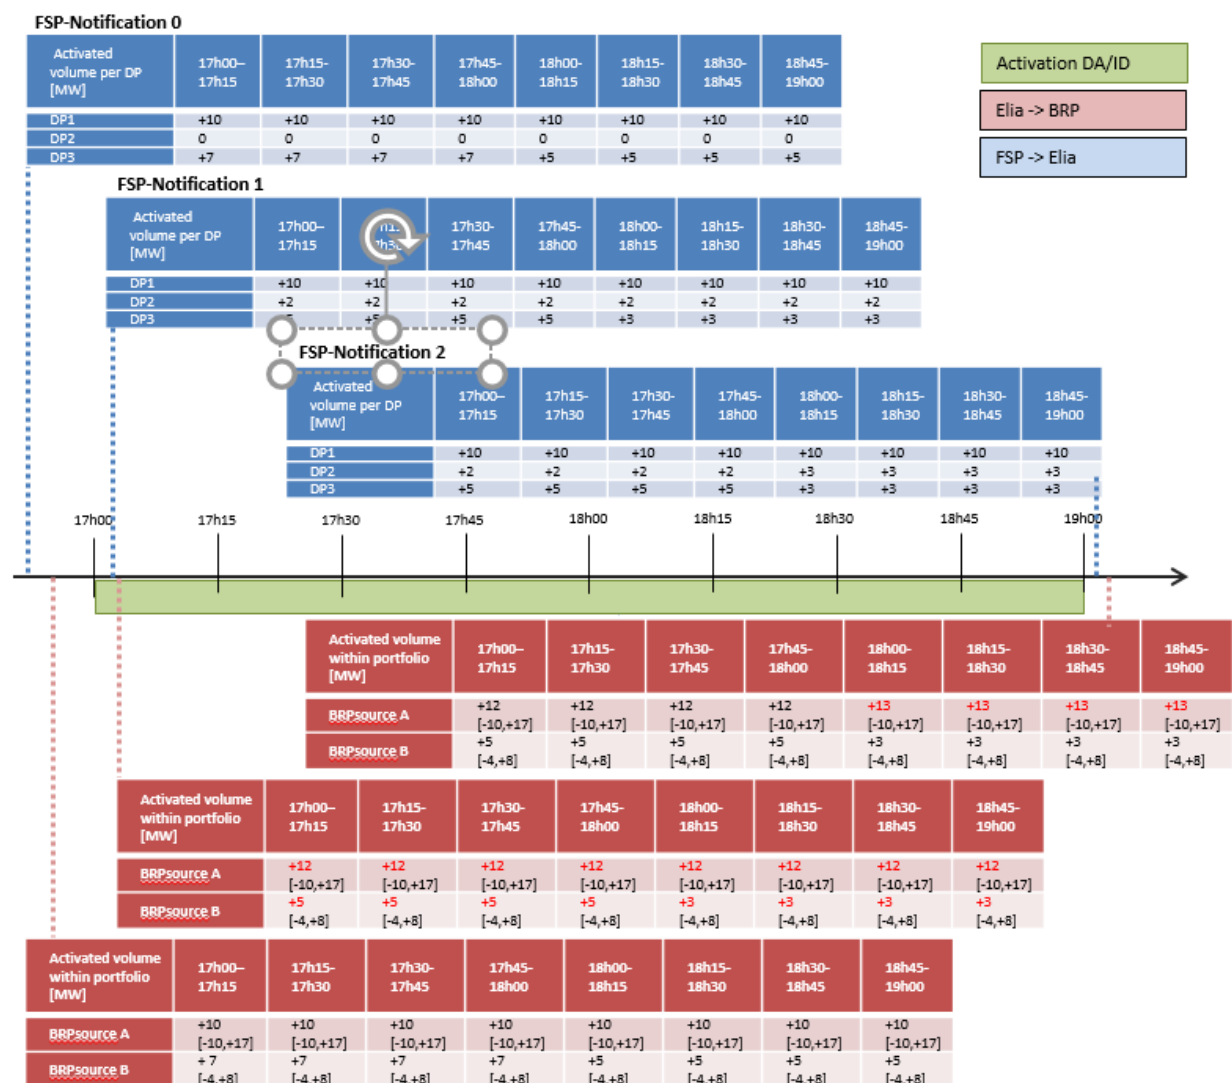 FSP-Notification 0
Activated volume per DP [MW] 17h00–17h15 17h15-17h30 17h30-17h45 17h45-18h00 18h00-18h15 18h15-18h30 18h30-18h45 18h45-19h00
DP1 +10 +10 +10 +10 +10 +10 +10 +10
DP2 0 0 0 0 0 0 0 0
DP3 +7 +7 +7 +7 +5 +5 +5 +5
Activation DA/ID
Elia -> BRP
FSP -> Elia
FSP-Notification 1
Activated volume per DP [MW] 17h00–17h15 17h30-17h45 17h45-18h00 18h00-18h15 18h15-18h30 18h30-18h45 18h45-19h00
DP1 +10 +10 +10 +10 +10 +10 +10 +10
DP2 +2 +2 +2 +2 +2 +2 +2 +2
DP3 +5 +5 +5 +3 +3 +3 +3
FSP-Notification 2
Activated volume per DP [MW] 17h00–17h15 17h15-17h30 17h30-17h45 17h45-18h00 18h00-18h15 18h15-18h30 18h30-18h45 18h45-19h00
DP1 +10 +10 +10 +10 +10 +10 +10 +10
DP2 +2 +2 +2 +2 +3 +3 +3 +3
DP3 +5 +5 +5 +5 +3 +3 +3 +3
17h00 17h15 17h30 17h45 18h00 18h15 18h30 18h45 19h00
Activated volume within portfolio [MW] 17h00–17h15 17h15-17h30 17h30-17h45 17h45-18h00 18h00-18h15 18h15-18h30 18h30-18h45 18h45-19h00
BRPsource A +12 +12 +12 +12 +13 +13 +13 +13
[-10,+17] [-10,+17] [-10,+17] [-10,+17] [-10,+17] [-10,+17] [-10,+17] [-10,+17]
BRPsource B +5 +5 +5 +5 +3 +3 +3 +3
[-4,+8] [-4,+8] [-4,+8] [-4,+8] [-4,+8] [-4,+8] [-4,+8] [-4,+8]
Activated volume within portfolio [MW] 17h00–17h15 17h15-17h30 17h30-17h45 17h45-18h00 18h00-18h15 18h15-18h30 18h30-18h45 18h45-19h00
BRPsource A +12 +12 +12 +12 +12 +12 +12 +12
[-10,+17] [-10,+17] [-10,+17] [-10,+17] [-10,+17] [-10,+17] [-10,+17] [-10,+17]
BRPsource B +5 +5 +5 +5 +3 +3 +3 +3
[-4,+8] [-4,+8] [-4,+8] [-4,+8] [-4,+8] [-4,+8] [-4,+8] [-4,+8]
Activated volume within portfolio [MW] 17h00–17h15 17h15-17h30 17h30-17h45 17h45-18h00 18h00-18h15 18h15-18h30 18h30-18h45 18h45-19h00
BRPsource A +10 +10 +10 +10 +10 +10 +10 +10
[-10,+17] [-10,+17] [-10,+17] [-10,+17] [-10,+17] [-10,+17] [-10,+17] [-10,+17]
BRPsource B + 7 +7 +7 +7 +5 +5 +5 +5
[-4,+8] [-4,+8] [-4,+8] [-4,+8] [-4,+8] [-4,+8] [-4,+8] [-4,+8]